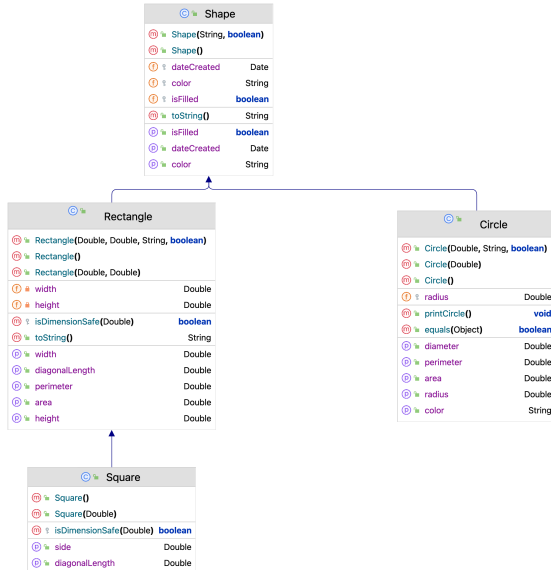 Shape
Shape(String, boolean)
Shape()
dateCreated Date
color String
isFilled boolean
toString() String
isFilled boolean
dateCreated Date
color String
Rectangle
Rectangle(Double, Double, String, boolean)
Rectangle()
Rectangle(Double, Double)
width Double
height Double
isDimensionSafe(Double) boolean
toString() String
width Double
diagonalLength Double
perimeter Double
area Double
height Double
Circle
Circle(Double, String, boolean)
Circle(Double)
Circle()
radius Double
printCircle() void
equals(Object) boolean
diameter Double
perimeter Double
area Double
radius Double
color String
Square
Square()
Square(Double)
isDimensionSafe(Double) boolean
side Double
diagonalLength Double